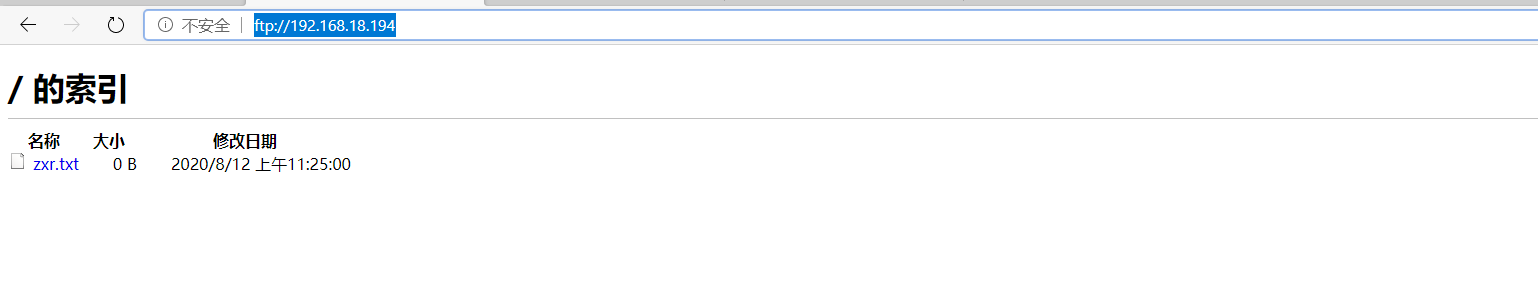 不安全 ftp://192.168.18.194
/ 的索引
名称 大小 修改日期
zxr.txt 0 B 2020/8/12 上午11:25:00